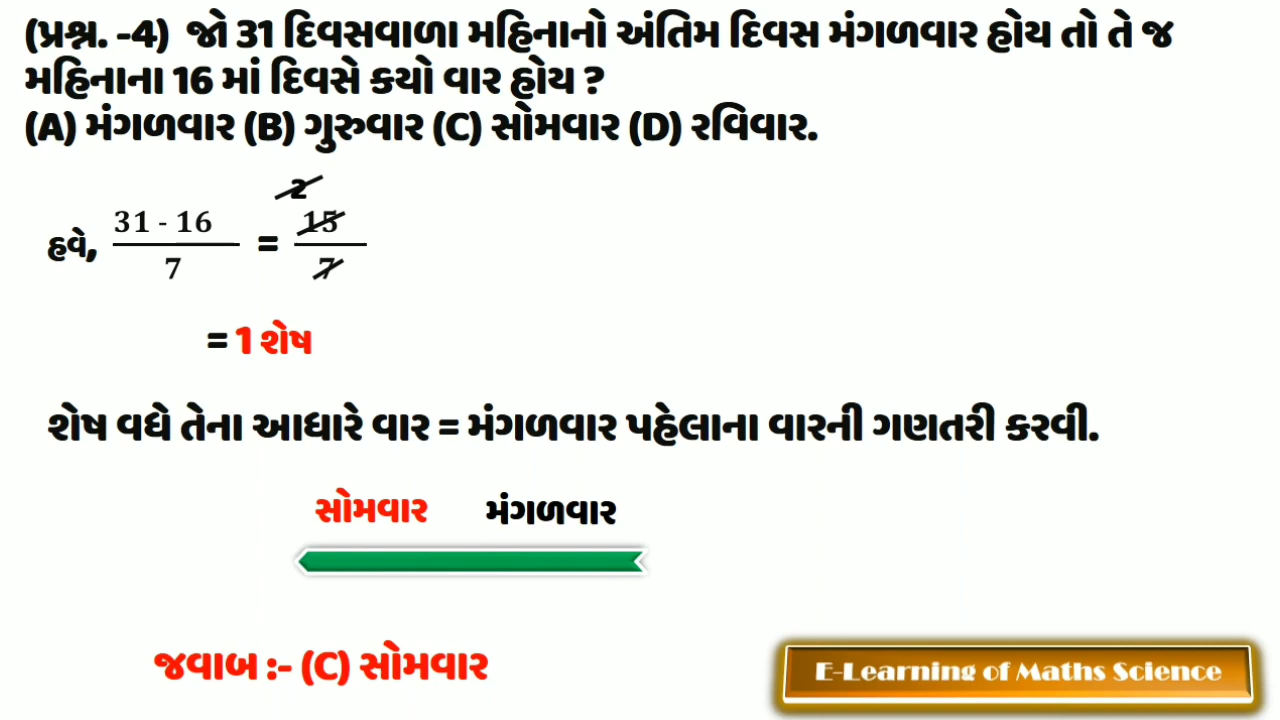 (પ્રશ્ન. -4) જો 31 દિવસવાળા મહિનાનો અંતિમ દિવસ મંગળવાર હોય તો તે જ
મહિનાના 16 માં દિવસે કયો વાર હોય ?
(A) મંગળવાર (B) ગુરુવાર (C) સોમવાર (D) રવિવાર.
2
31 - 16 15
હવે, =
7 7
= 1 શેષ
શેષ વધે તેના આધારે વાર = મંગળવાર પહેલાના વારની ગણતરી કરવી.
સોમવાર મંગળવાર
જવાબ :- (C) સોમવાર
E-Learning of Maths Science